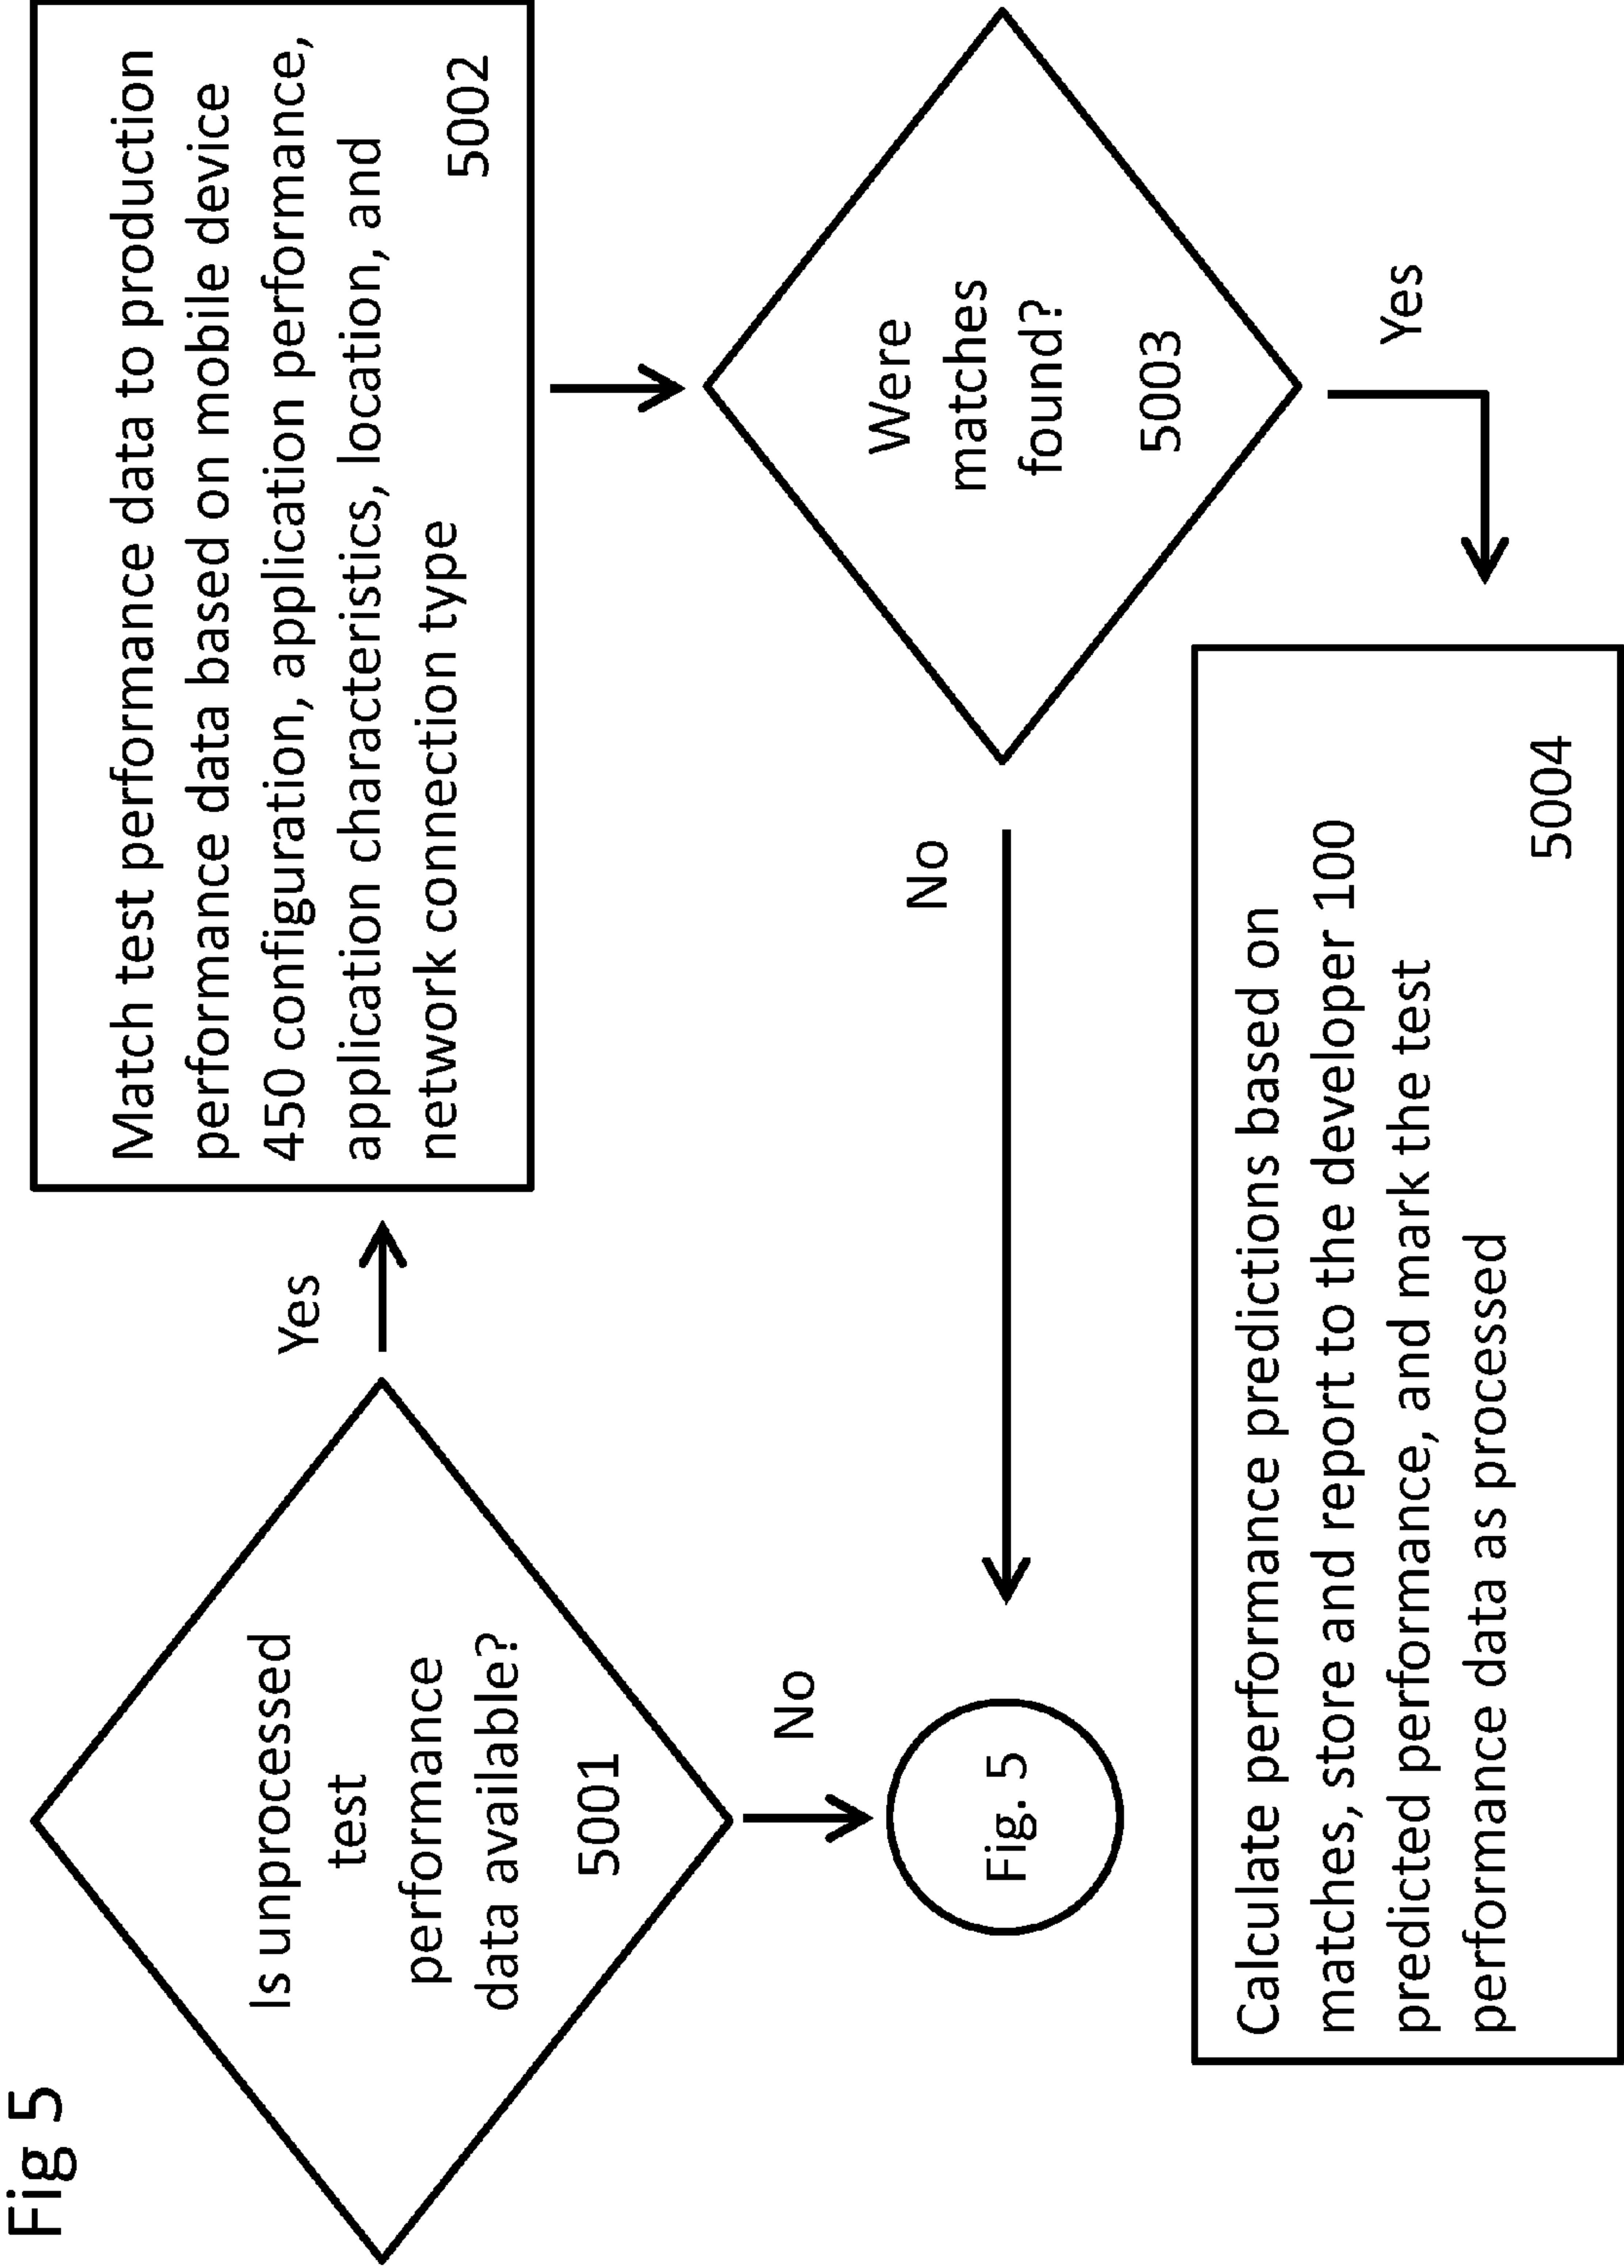 Fig 5
Is unprocessed
test
performance
data available?
5001
Yes
No
Match test performance data to production
performance data based on mobile device
450 configuration, application performance,
application characteristics, location, and
network connection type
5002
Were
matches
found?
5003
No
Yes
Fig. 5
Calculate performance predictions based on
matches, store and report to the developer 100
predicted performance, and mark the test
performance data as processed
5004